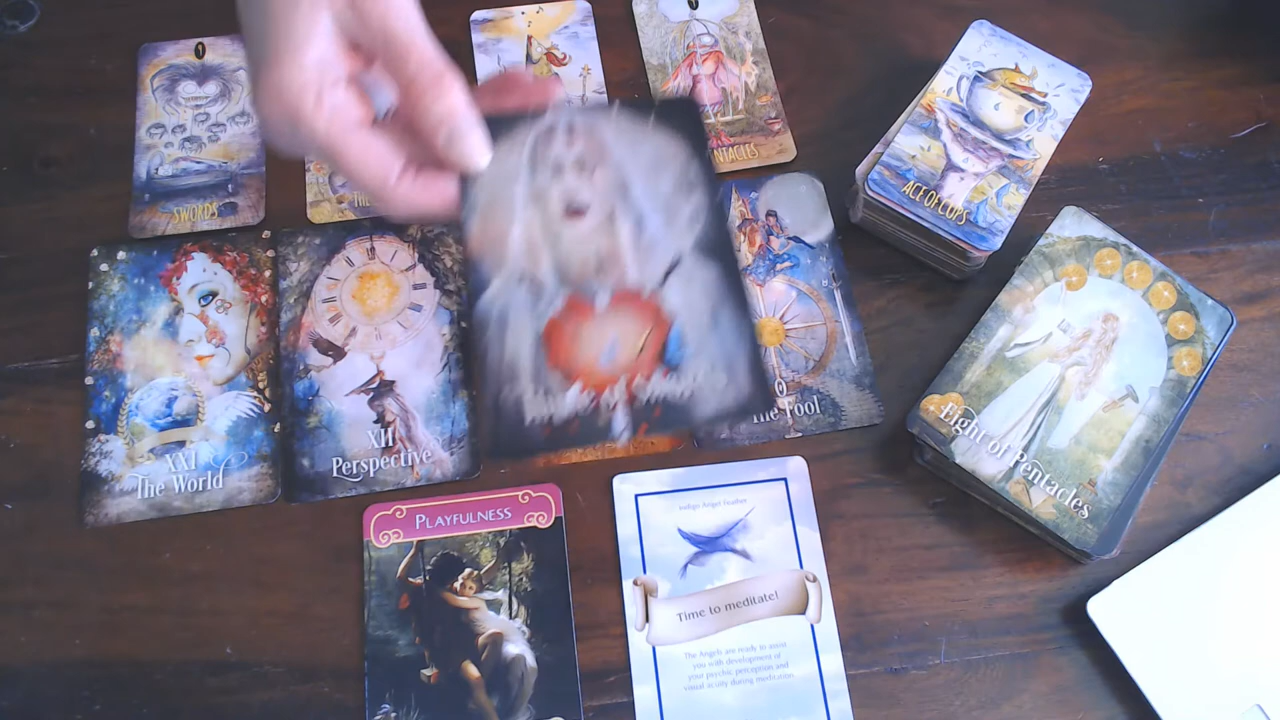 SWORDS
THE
NTACLES
ACE OF CUPS
XXI
The World
XII
Perspective
0
The Fool
Eight of Pentacles
PLAYFULNESS
Indigo Angel Feather
Time to meditate!
The Angels are ready to assist
you with development of
your psychic perception and
visual acuity during meditation.